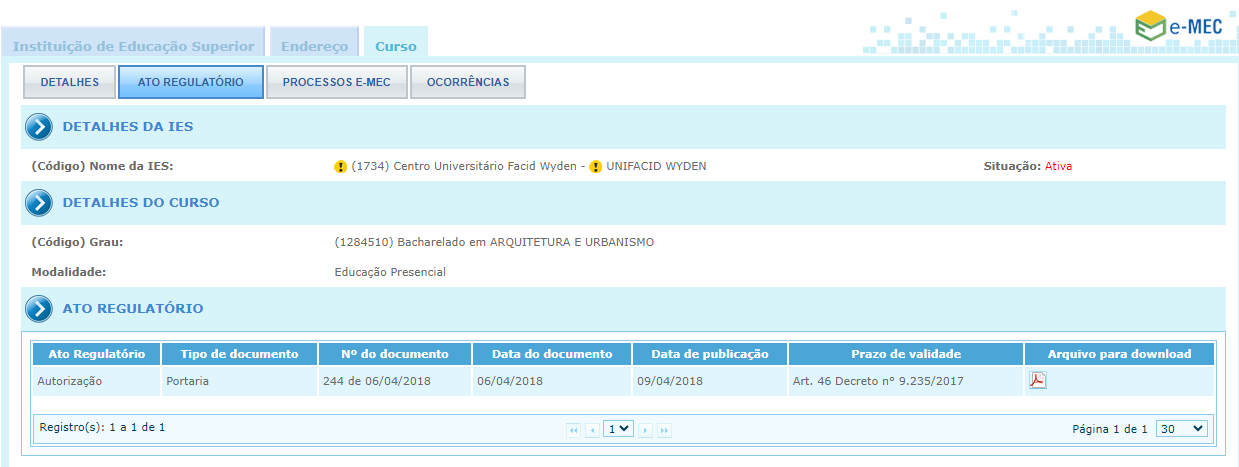 e-MEC
Instituição de Educação Superior Endereço Curso
DETALHES ATO REGULATÓRIO PROCESSOS E-MEC OCORRÊNCIAS
DETALHES DA IES
(Código) Nome da IES: (1734) Centro Universitário Facid Wyden - UNIFACID WYDEN Situação: Ativa
DETALHES DO CURSO
(Código) Grau: (1284510) Bacharelado em ARQUITETURA E URBANISMO
Modalidade: Educação Presencial
ATO REGULATÓRIO
Ato Regulatório Tipo de documento Nº do documento Data do documento Data de publicação Prazo de validade Arquivo para download
Autorização Portaria 244 de 06/04/2018 06/04/2018 09/04/2018 Art. 46 Decreto nº 9.235/2017
Registro(s): 1 a 1 de 1 1 Página 1 de 1 30